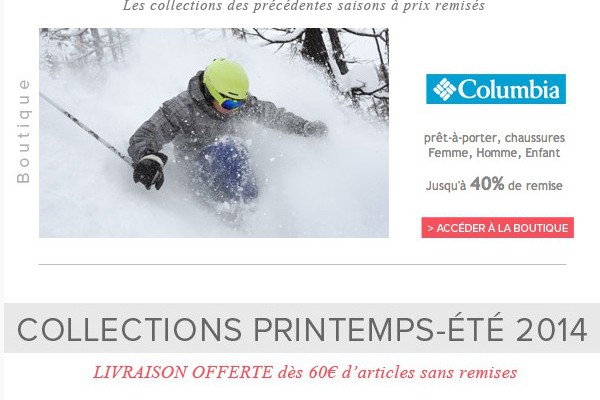 Les collections des précédentes saisons à prix remisés
Boutique
Columbia
prêt-à-porter, chaussures
Femme, Homme, Enfant
Jusqu'à 40% de remise
> ACCÉDER À LA BOUTIQUE
COLLECTIONS PRINTEMPS-ÉTÉ 2014
LIVRAISON OFFERTE dès 60€ d'articles sans remises